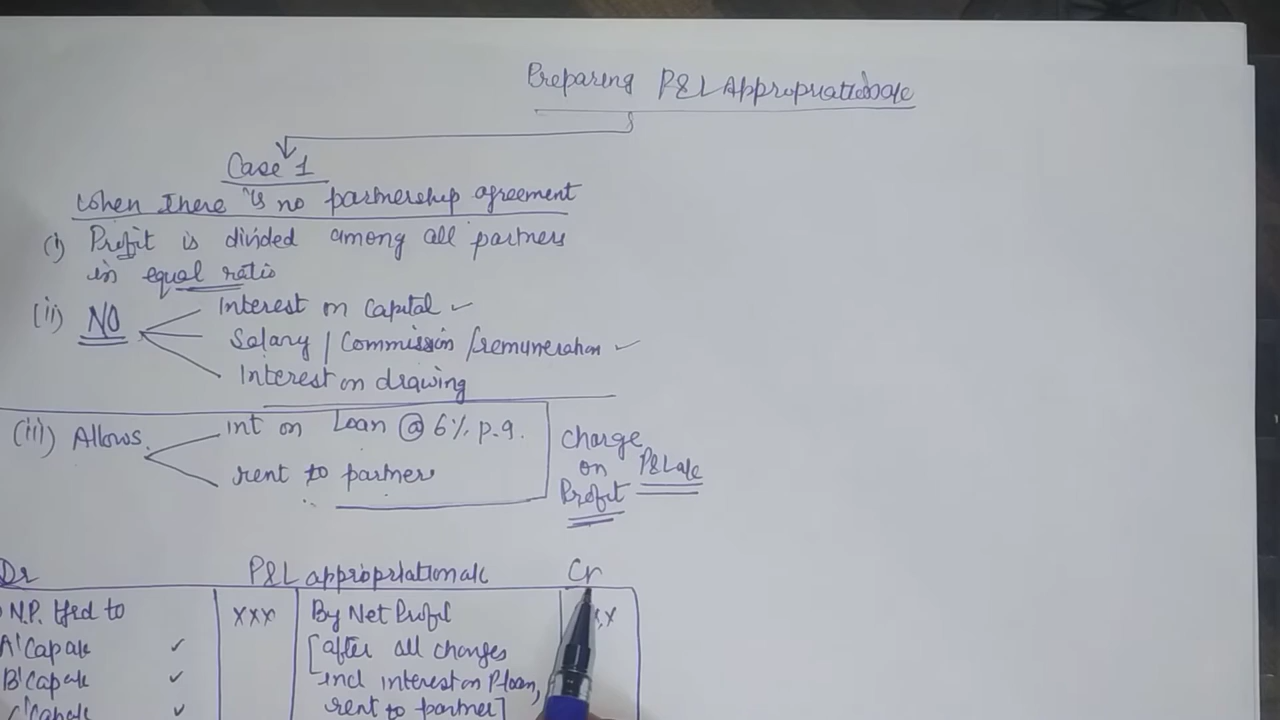 Preparing P&L Appropriation a/c
Case 1
When There is no partnership agreement
(i) Profit is divided among all partners
in equal ratio
(ii) NO
Interest on Capital ✓
Salary / Commission / remuneration ✓
Interest on drawing
(iii) Allows
int on Loan @ 6% p.a.
rent to partner
Charge
on P&L a/c
Profit
Dr P&L appropriation a/c Cr
N.P. tfed to xxx By Net Profit
A' Cap a/c ✓ [after all charges
B' Cap a/c ✓ incl interest on P. loan,
C' Cap a/c ✓ rent to partner]